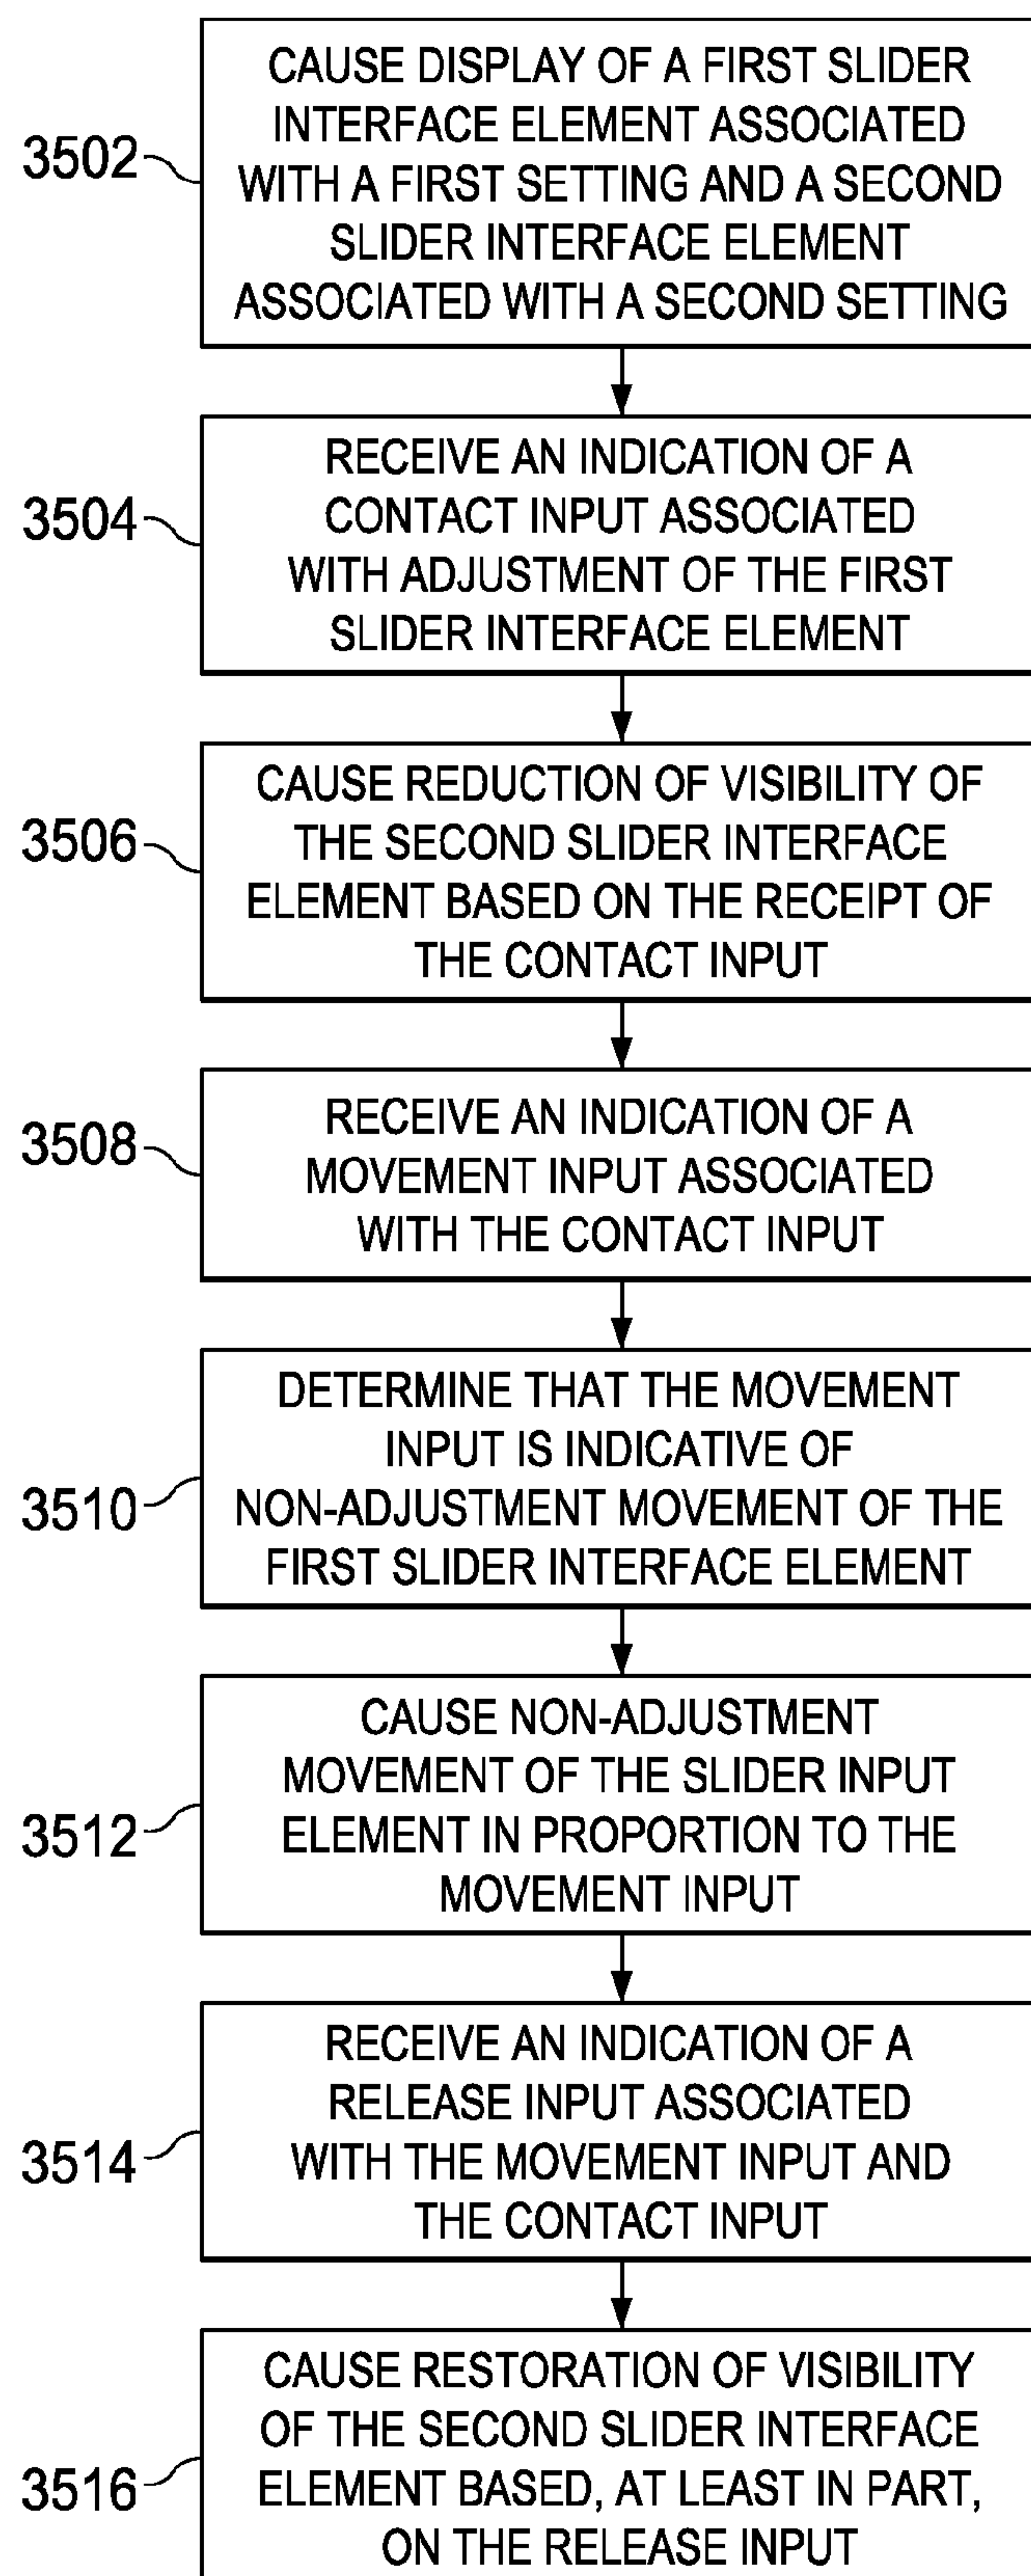 CAUSE DISPLAY OF A FIRST SLIDER
INTERFACE ELEMENT ASSOCIATED
3502
WITH A FIRST SETTING AND A SECOND
SLIDER INTERFACE ELEMENT
ASSOCIATED WITH A SECOND SETTING
RECEIVE AN INDICATION OF A
3504
CONTACT INPUT ASSOCIATED
WITH ADJUSTMENT OF THE FIRST
SLIDER INTERFACE ELEMENT
CAUSE REDUCTION OF VISIBILITY OF
3506
THE SECOND SLIDER INTERFACE
ELEMENT BASED ON THE RECEIPT OF
THE CONTACT INPUT
RECEIVE AN INDICATION OF A
3508
MOVEMENT INPUT ASSOCIATED
WITH THE CONTACT INPUT
DETERMINE THAT THE MOVEMENT
INPUT IS INDICATIVE OF
3510
NON-ADJUSTMENT MOVEMENT OF THE
FIRST SLIDER INTERFACE ELEMENT
CAUSE NON-ADJUSTMENT
MOVEMENT OF THE SLIDER INPUT
3512
ELEMENT IN PROPORTION TO THE
MOVEMENT INPUT
RECEIVE AN INDICATION OF A
RELEASE INPUT ASSOCIATED
3514
WITH THE MOVEMENT INPUT AND
THE CONTACT INPUT
CAUSE RESTORATION OF VISIBILITY
OF THE SECOND SLIDER INTERFACE
3516
ELEMENT BASED, AT LEAST IN PART,
ON THE RELEASE INPUT